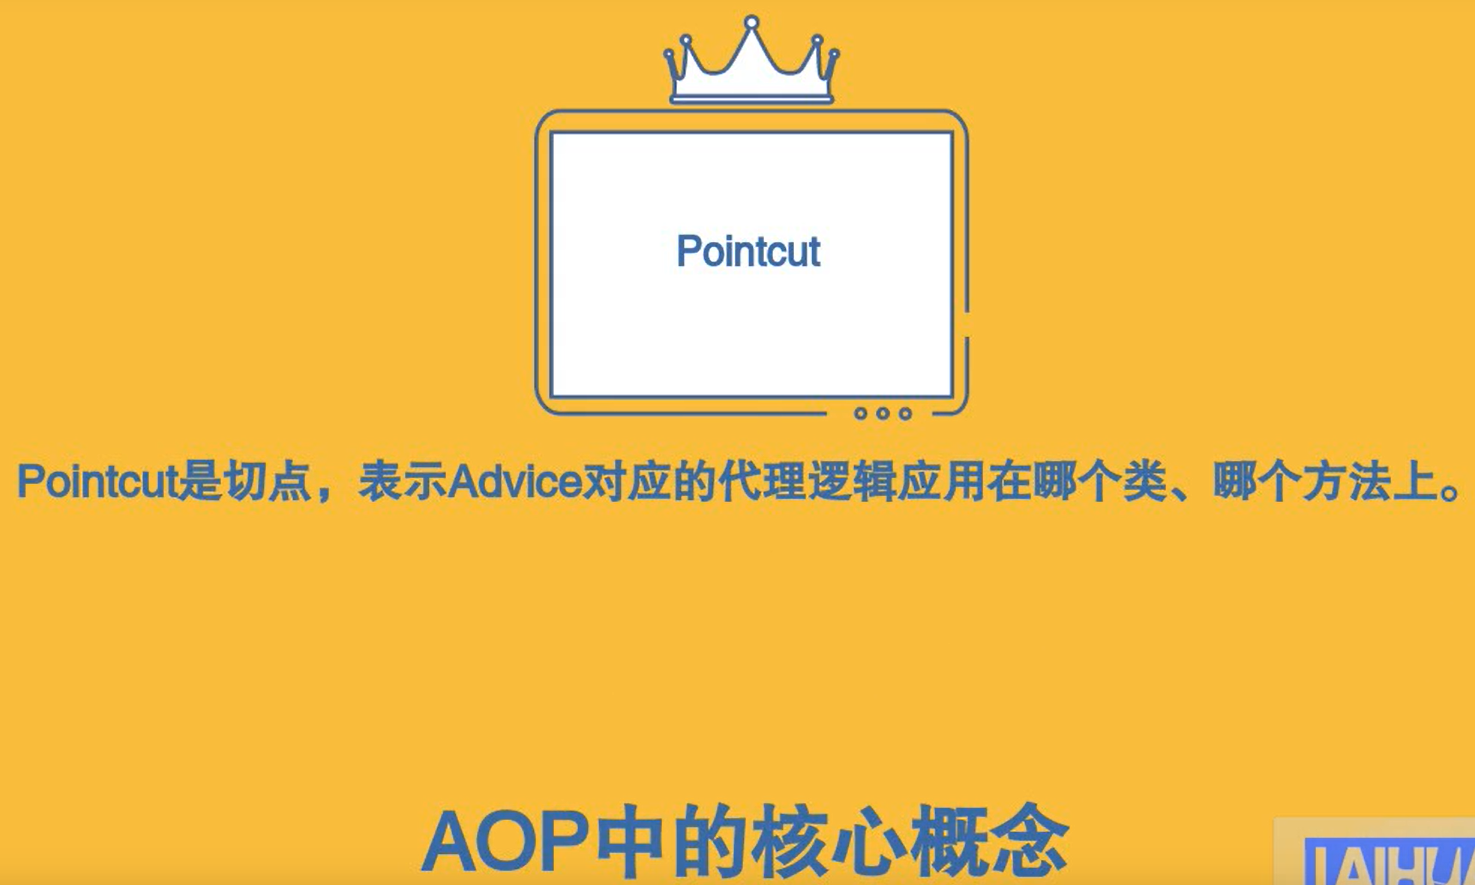 Pointcut
Pointcut是切点，表示Advice对应的代理逻辑应用在哪个类、哪个方法上。
AOP中的核心概念